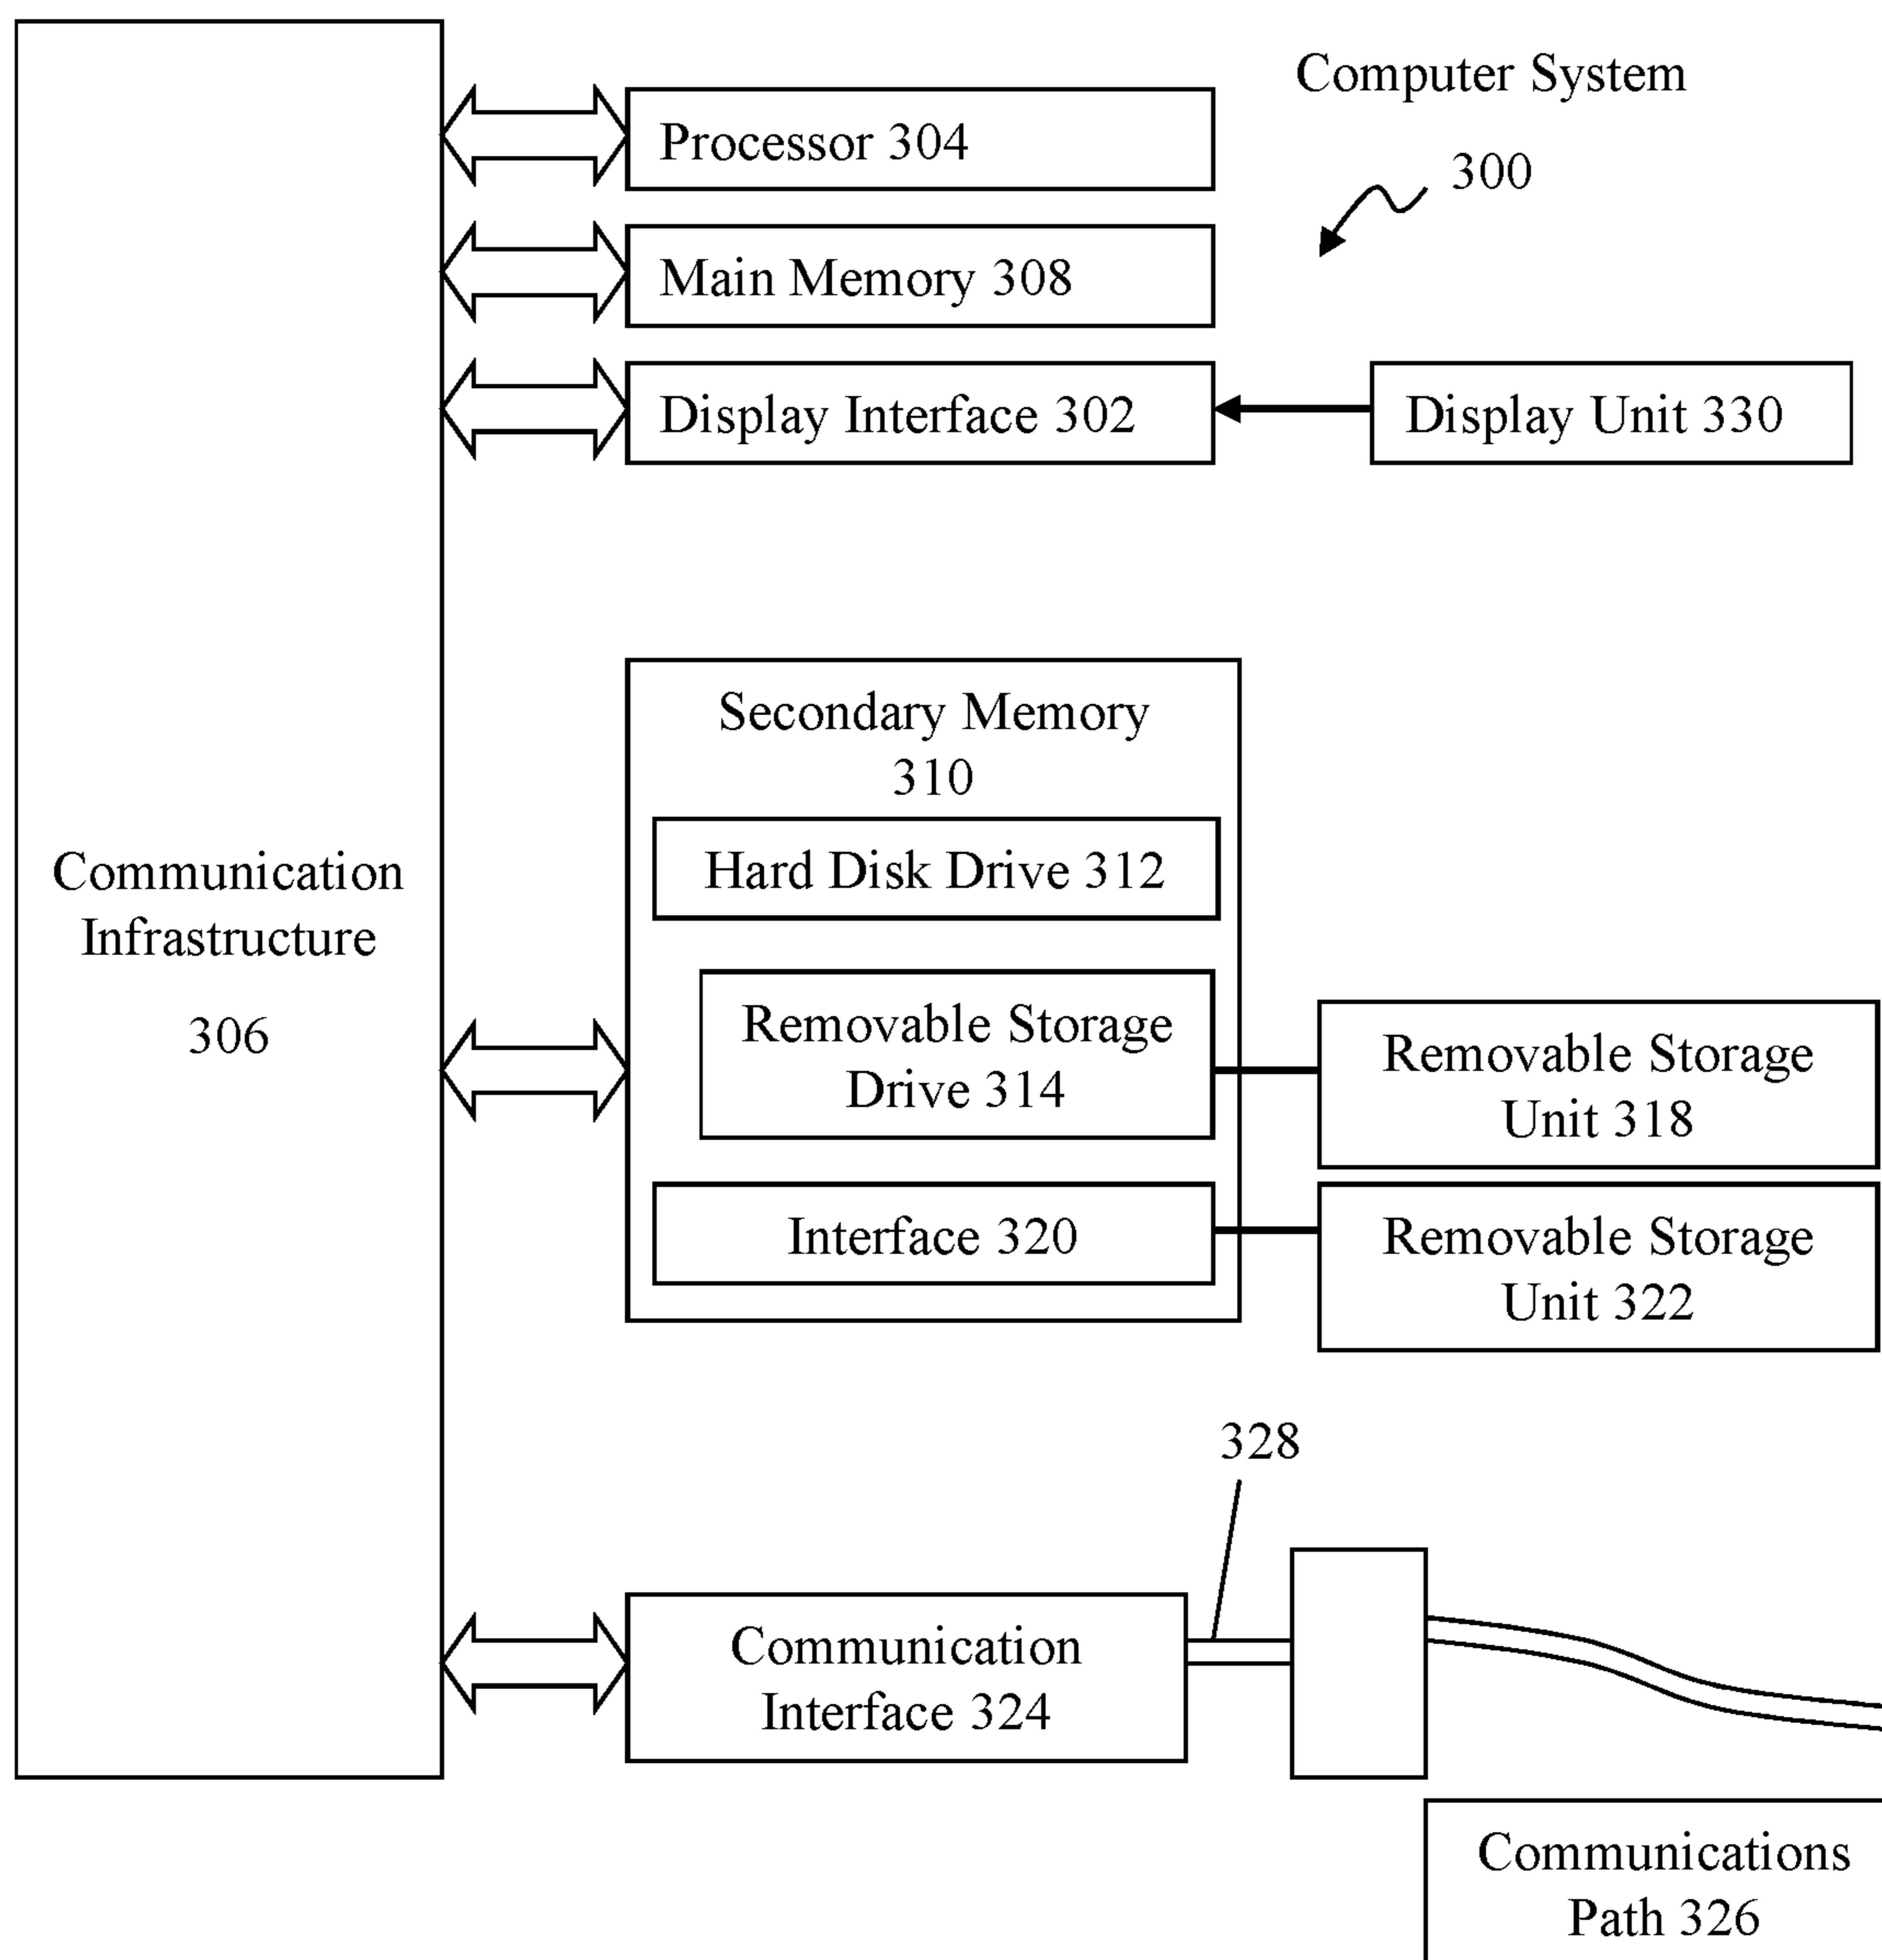 Computer System
300
Processor 304
Main Memory 308
Display Interface 302
Display Unit 330
Communication
Infrastructure
306
Secondary Memory
310
Hard Disk Drive 312
Removable Storage
Drive 314
Removable Storage
Unit 318
Interface 320
Removable Storage
Unit 322
328
Communication
Interface 324
Communications
Path 326